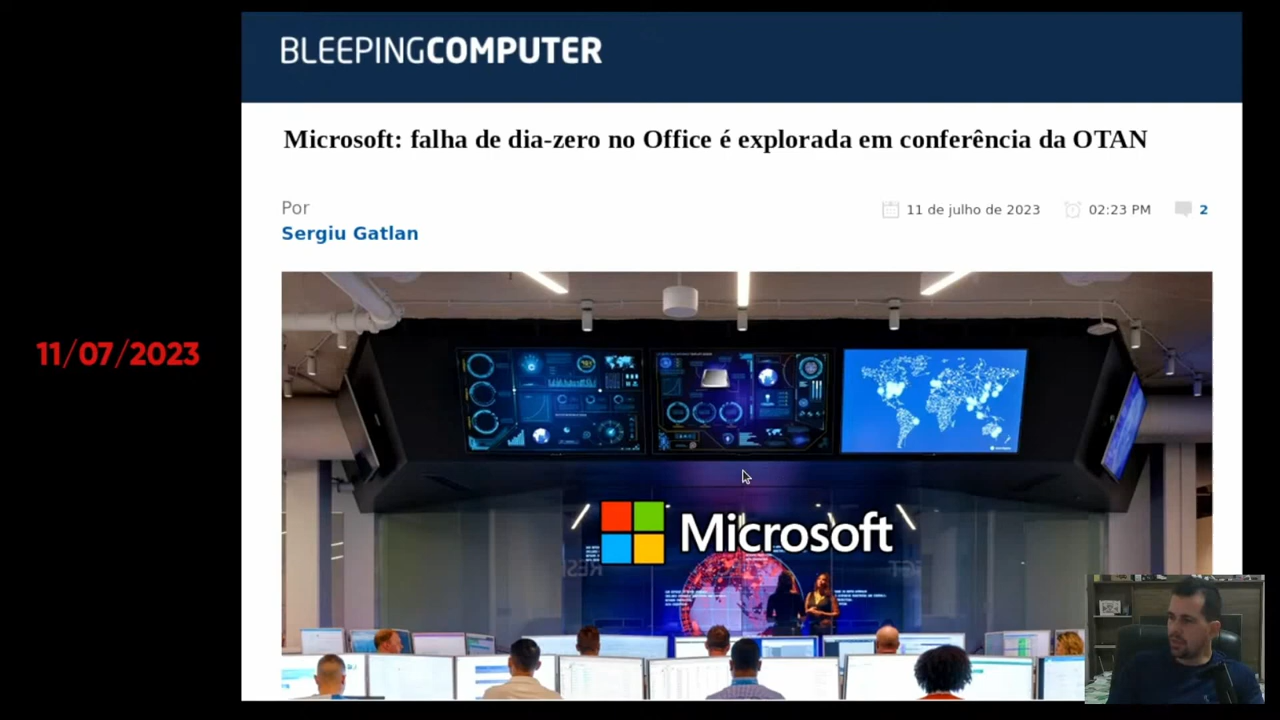 BLEEPINGCOMPUTER
Microsoft: falha de dia-zero no Office é explorada em conferência da OTAN
Por
11 de julho de 2023 02:23 PM 2
Sergiu Gatlan
11/07/2023
Microsoft